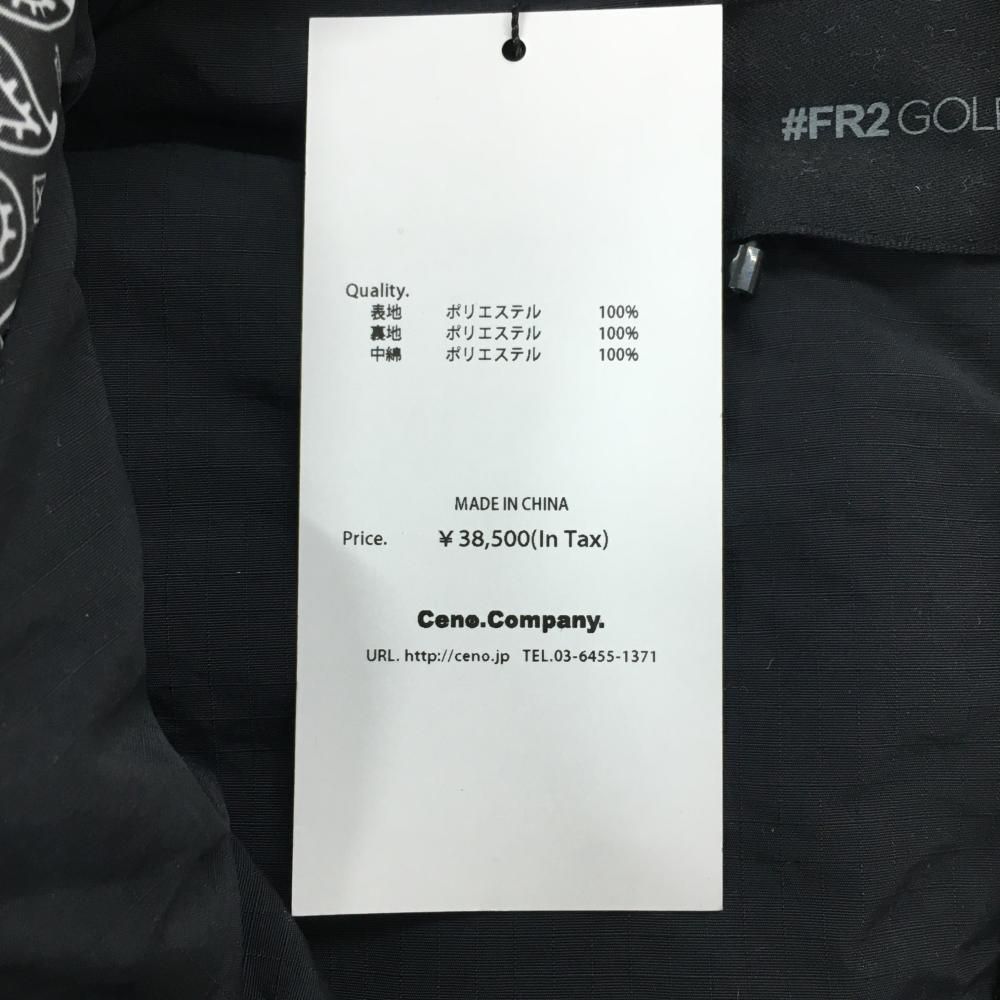 #FR2 GOLF
Quality.
表地 ポリエステル 100%
裏地 ポリエステル 100%
中綿 ポリエステル 100%
MADE IN CHINA
Price. ¥ 38,500(In Tax)
Ceno.Company.
URL. http://ceno.jp TEL.03-6455-1371